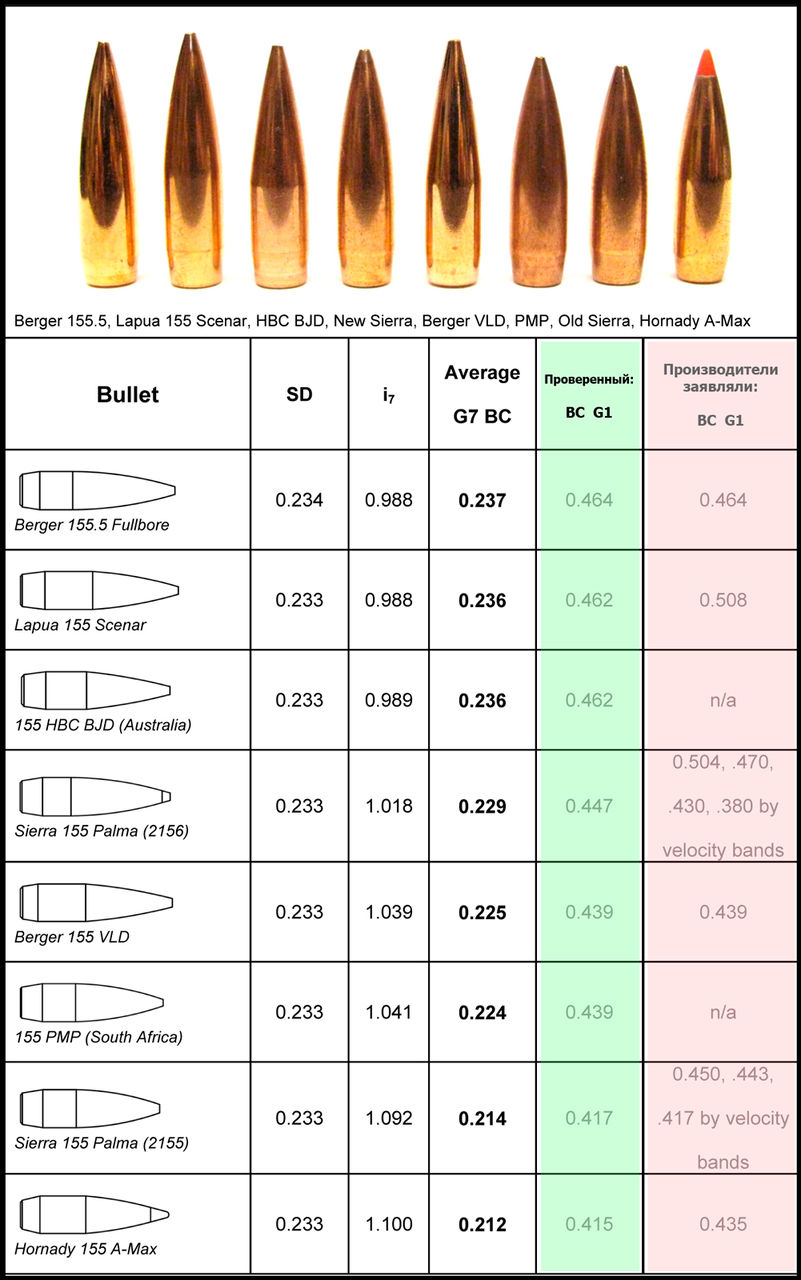 Berger 155.5, Lapua 155 Scenar, HBC BJD, New Sierra, Berger VLD, PMP, Old Sierra, Hornady A-Max
Bullet
SD
i7
Average
G7 BC
Проверенный:
BC G1
Производители
заявляли:
BC G1
Berger 155.5 Fullbore
0.234
0.988
0.237
0.464
0.464
Lapua 155 Scenar
0.233
0.988
0.236
0.462
0.508
155 HBC BJD (Australia)
0.233
0.989
0.236
0.462
n/a
Sierra 155 Palma (2156)
0.233
1.018
0.229
0.447
0.504, .470,
.430, .380 by
velocity bands
Berger 155 VLD
0.233
1.039
0.225
0.439
0.439
155 PMP (South Africa)
0.233
1.041
0.224
0.439
n/a
Sierra 155 Palma (2155)
0.233
1.092
0.214
0.417
0.450, .443,
.417 by velocity
bands
Hornady 155 A-Max
0.233
1.100
0.212
0.415
0.435